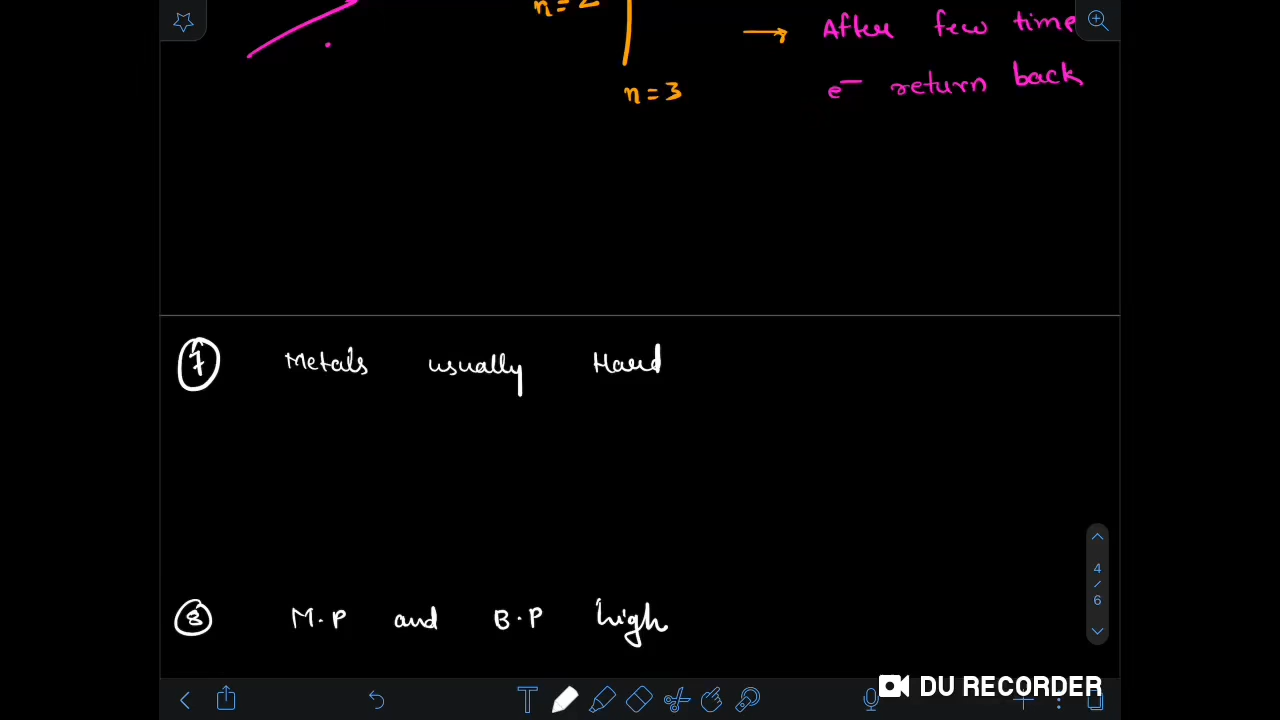 n=2
→ After few time
n=3
e⁻ return back
7 Metals usually Hard
8 M.P and B.P high
4/6
T
DU RECORDER